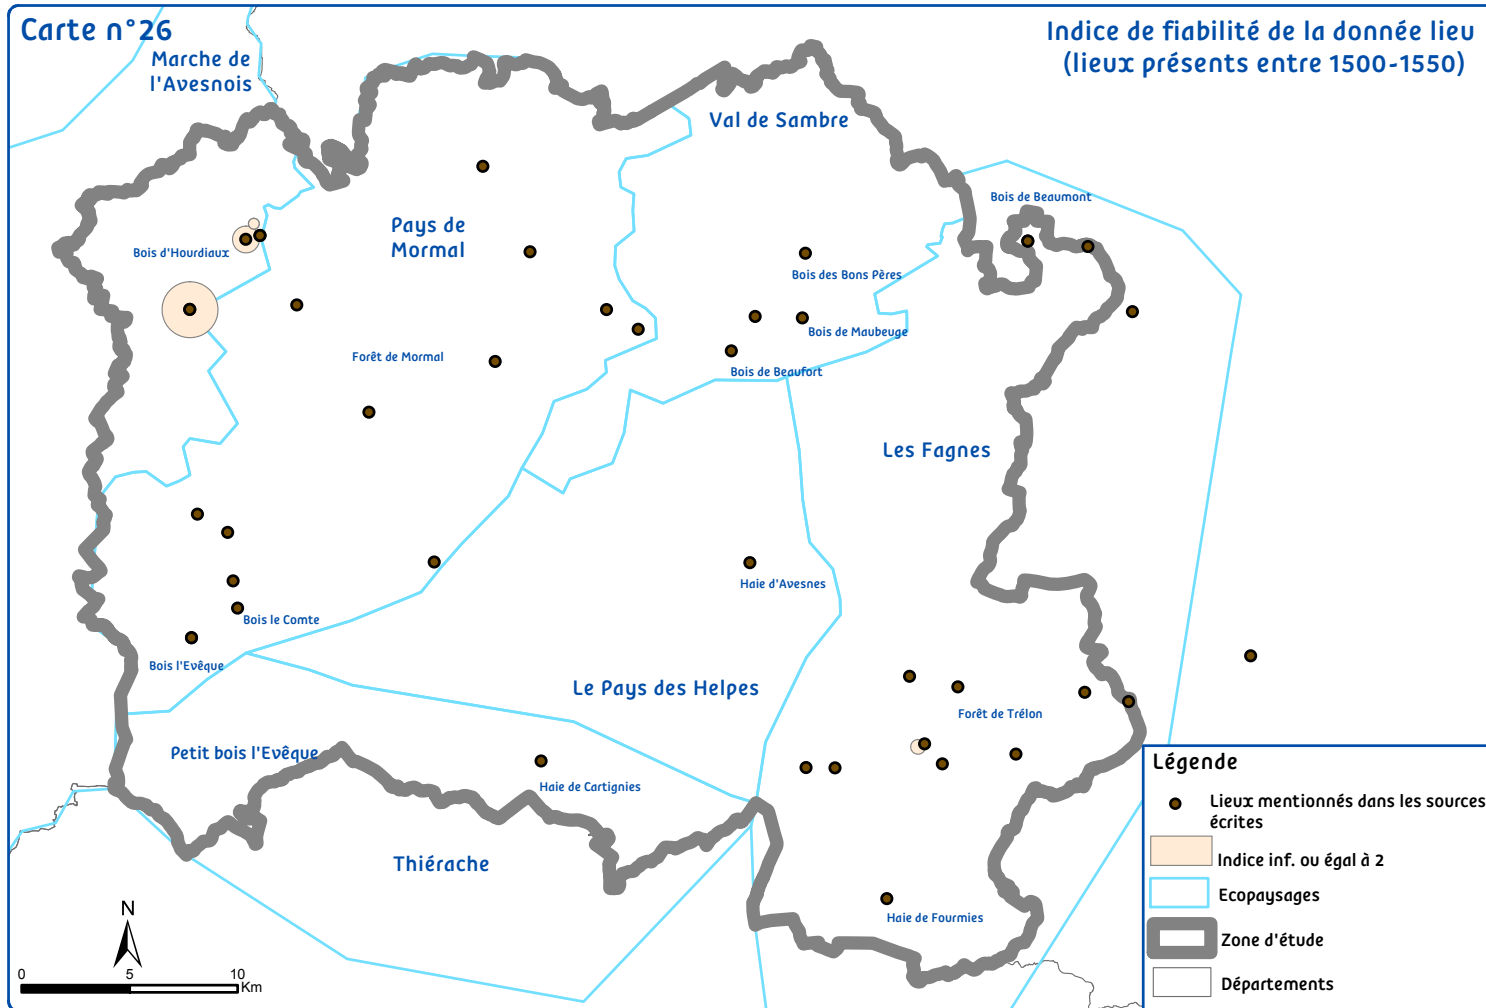 Carte n°26
Indice de fiabilité de la donnée lieu
(lieux présents entre 1500-1550)
Marche de
l'Avesnois
Val de Sambre
Bois de Beaumont
Pays de
Mormal
Bois d'Hourdiaux
Bois des Bons Pères
Bois de Maubeuge
Forêt de Mormal
Bois de Beaufort
Les Fagnes
Haie d'Avesnes
Bois le Comte
Bois l'Evêque
Le Pays des Helpes
Forêt de Trélon
Petit bois l'Evêque
Haie de Cartignies
Thiérache
Haie de Fourmies
N
0 5 10
Km
Légende
Lieux mentionnés dans les sources
écrites
Indice inf. ou égal à 2
Ecopaysages
Zone d'étude
Départements